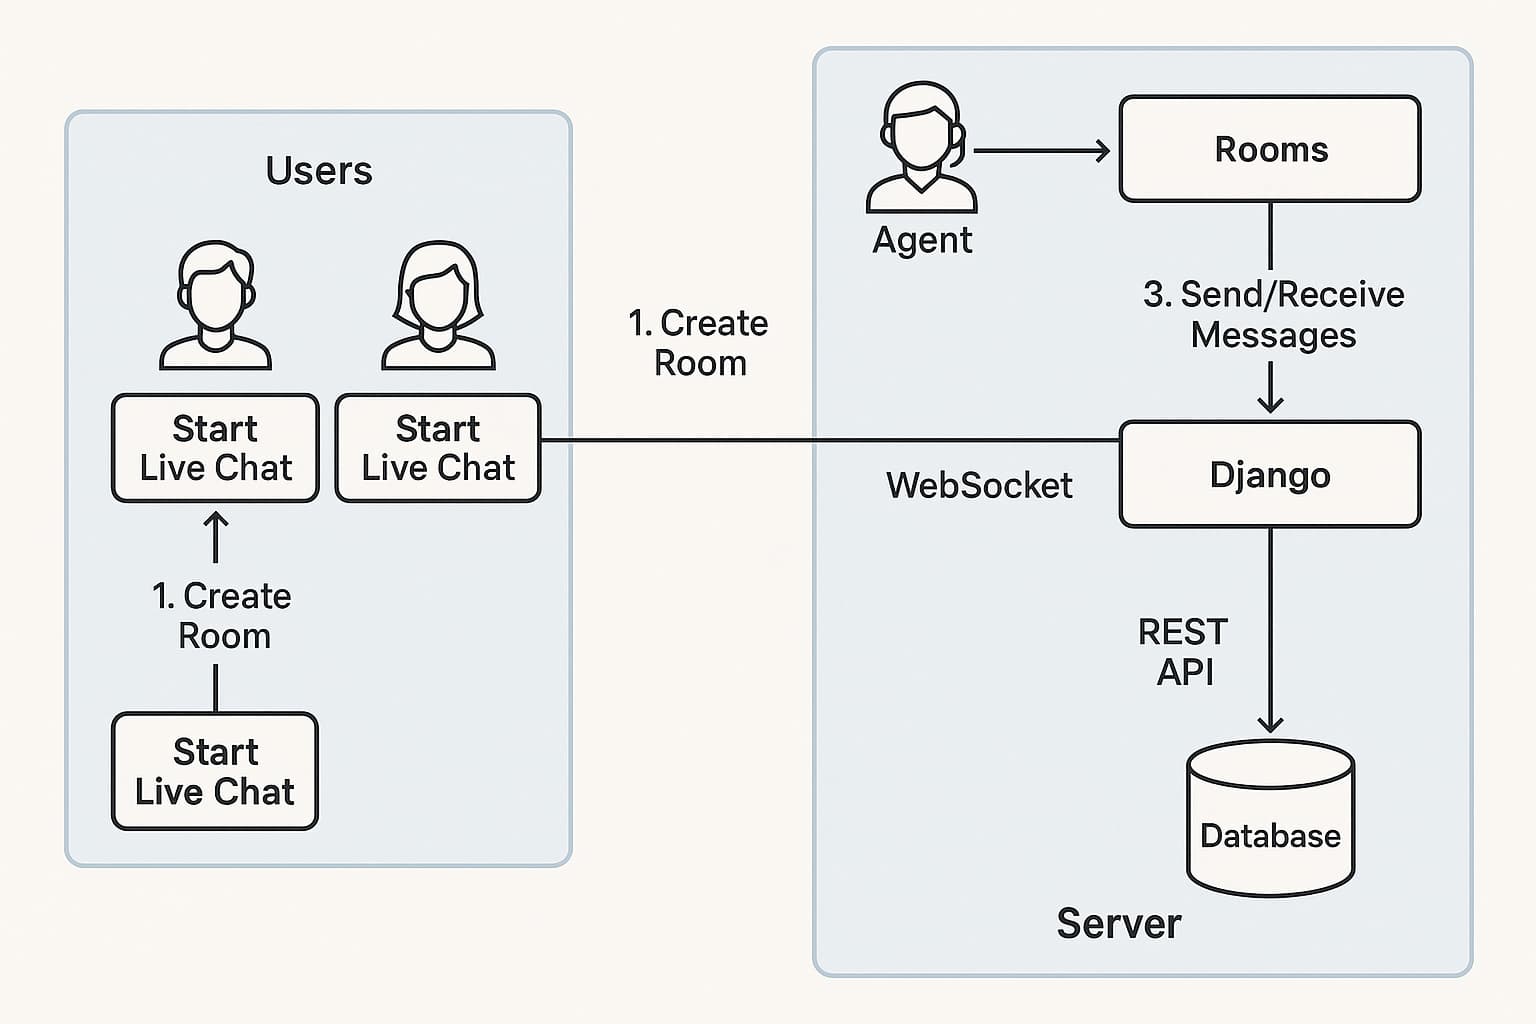 Users
Start
Live Chat
Start
Live Chat
1. Create
Room
Start
Live Chat
1. Create
Room
WebSocket
Agent
Rooms
3. Send/Receive
Messages
Django
REST
API
Database
Server